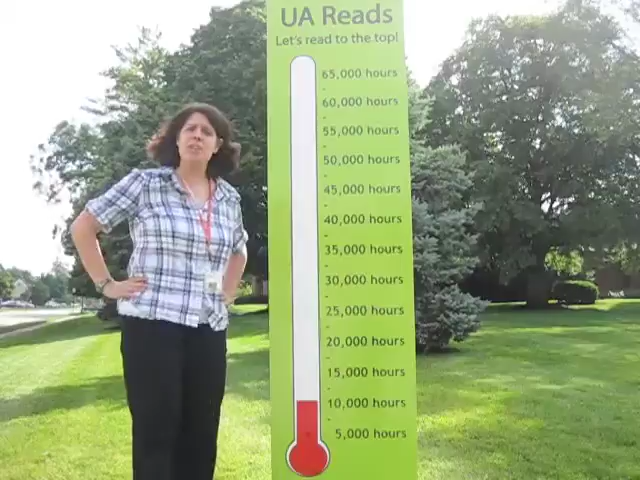 UA Reads
Let's read to the top!
65,000 hours
60,000 hours
55,000 hours
50,000 hours
45,000 hours
40,000 hours
35,000 hours
30,000 hours
25,000 hours
20,000 hours
15,000 hours
10,000 hours
5,000 hours